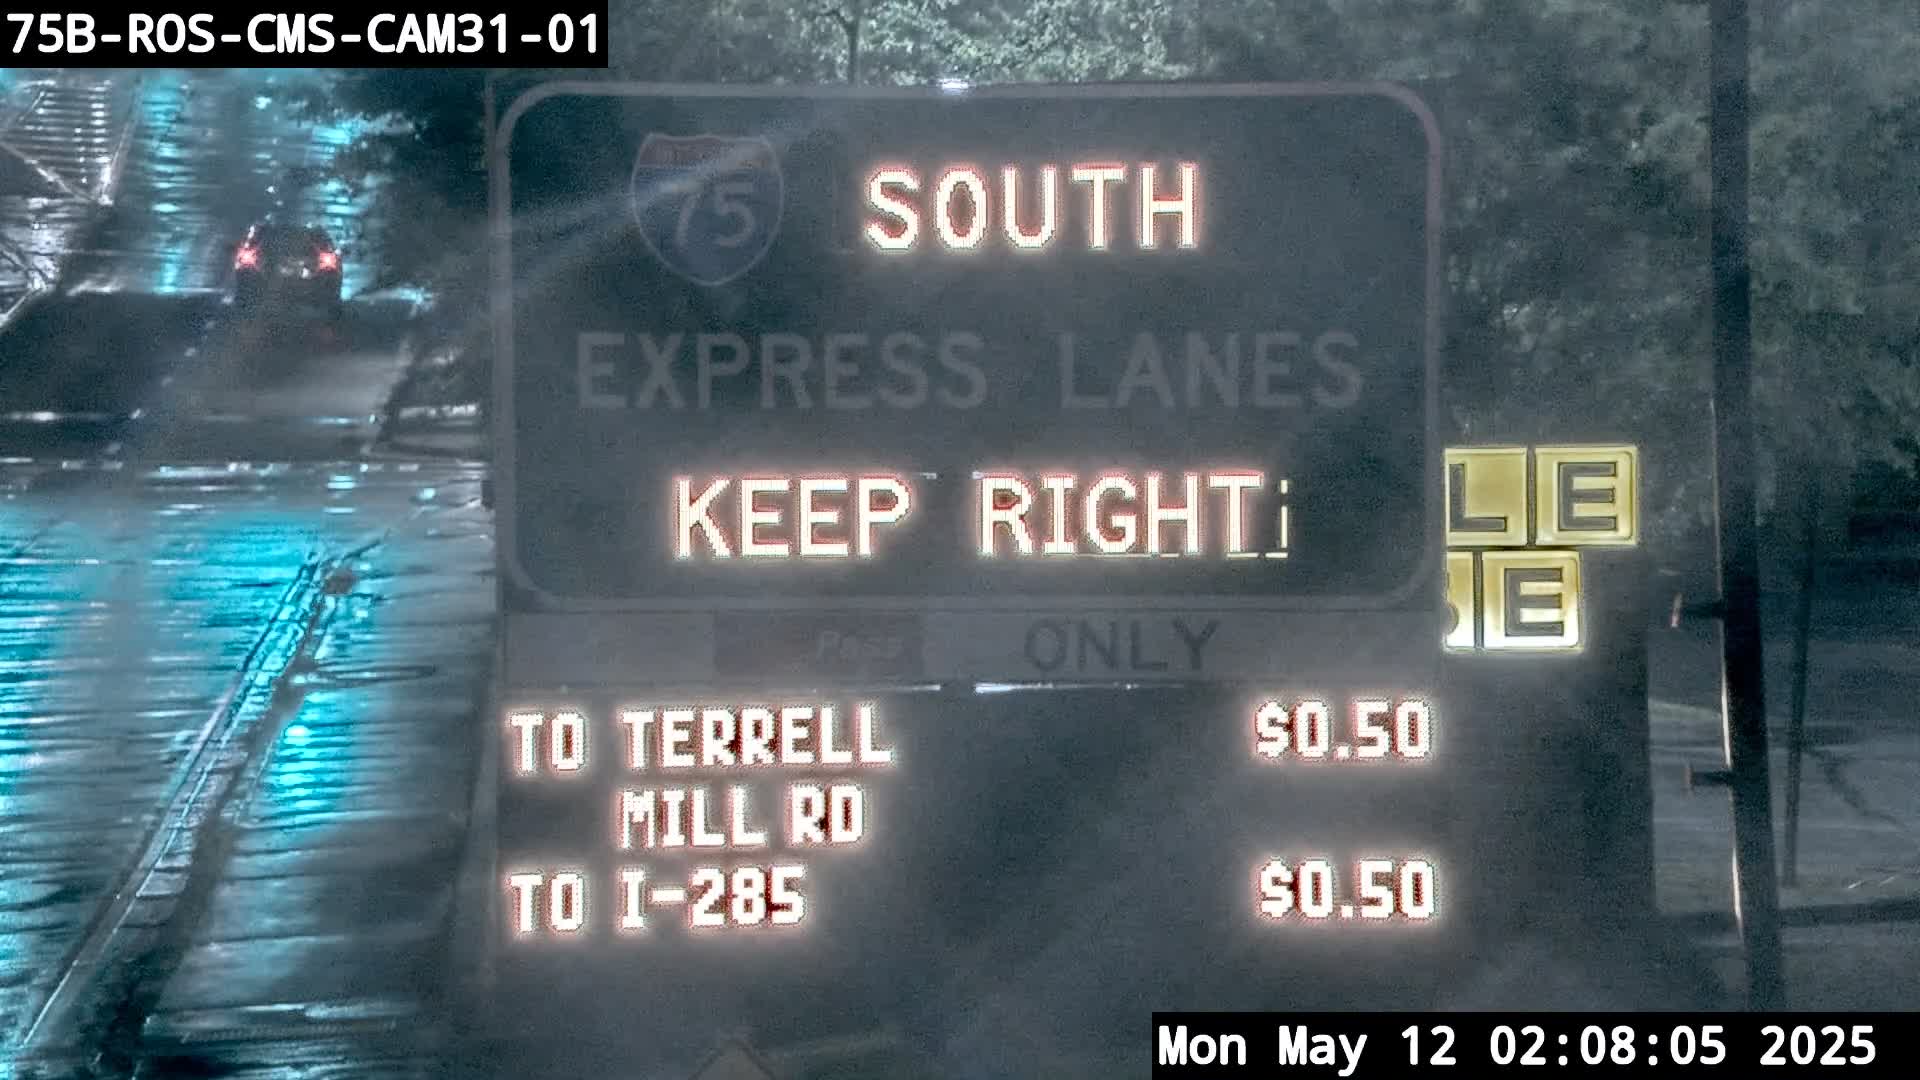 75B-ROS-CMS-CAM31-01
75 SOUTH
EXPRESS LANES
KEEP RIGHT
ONLY
TO TERRELL $0.50
MILL RD
TO I-285 $0.50
LE
E
Mon May 12 02:08:05 2025